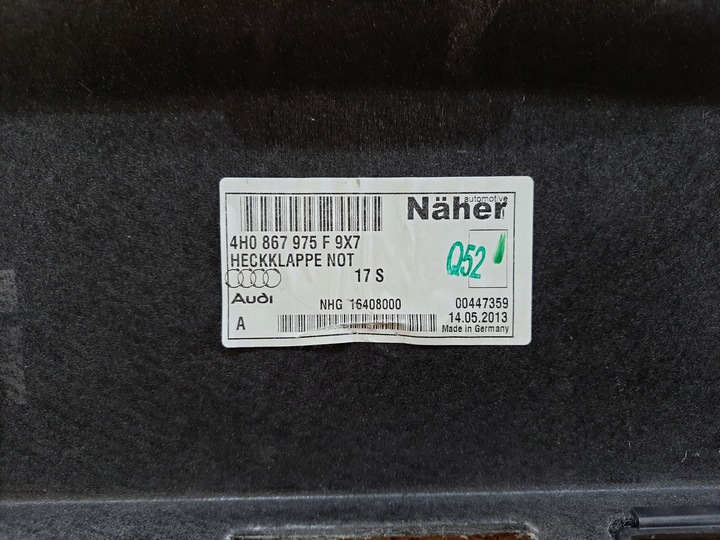 automotive
Näher
4H0 867 975 F 9X7
HECKKLAPPE NOT
Q52
17 S
Audi
NHG 16408000
00447359
14.05.2013
A
Made in Germany